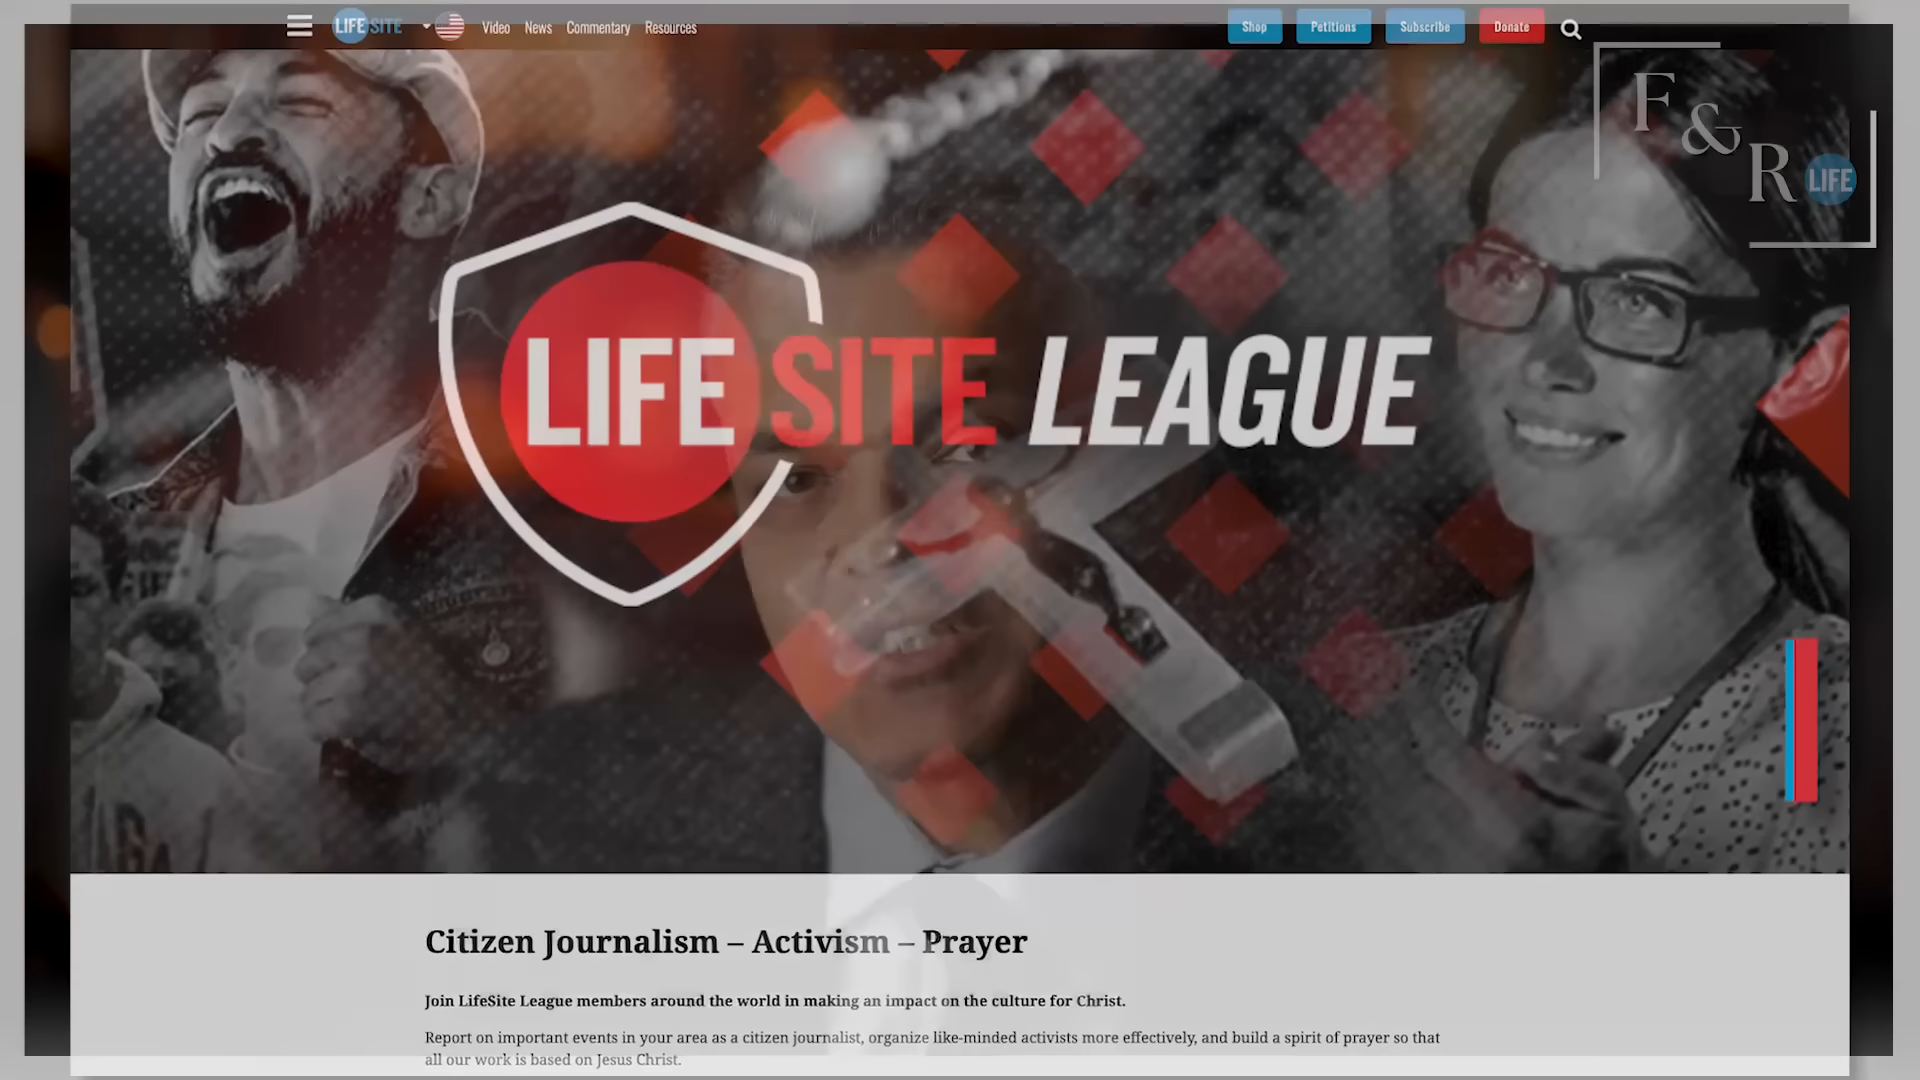 LIFE SITE
Video News Commentary Resources
Shop Petitions Subscribe Donate
F & R LIFE
LIFE SITE LEAGUE
Citizen Journalism – Activism – Prayer
Join LifeSite League members around the world in making an impact on the culture for Christ.
Report on important events in your area as a citizen journalist, organize like-minded activists more effectively, and build a spirit of prayer so that
all our work is based on Jesus Christ.